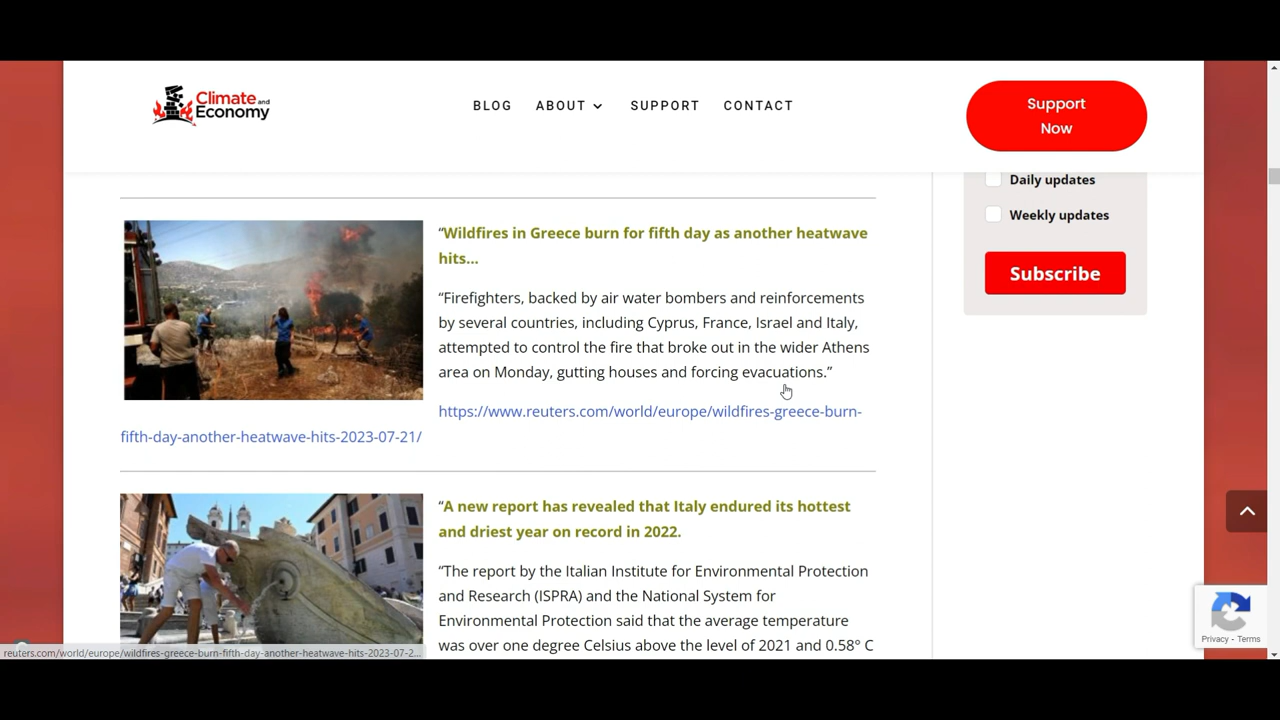 Climate and
Economy
BLOG ABOUT SUPPORT CONTACT
Support
Now
Daily updates
Weekly updates
Subscribe
“Wildfires in Greece burn for fifth day as another heatwave
hits…
“Firefighters, backed by air water bombers and reinforcements
by several countries, including Cyprus, France, Israel and Italy,
attempted to control the fire that broke out in the wider Athens
area on Monday, gutting houses and forcing evacuations.”
https://www.reuters.com/world/europe/wildfires-greece-burn-
fifth-day-another-heatwave-hits-2023-07-21/
“A new report has revealed that Italy endured its hottest
and driest year on record in 2022.
“The report by the Italian Institute for Environmental Protection
and Research (ISPRA) and the National System for
Environmental Protection said that the average temperature
was over one degree Celsius above the level of 2021 and 0.58° C
Privacy - Terms
reuters.com/world/europe/wildfires-greece-burn-fifth-day-another-heatwave-hits-2023-07-2...